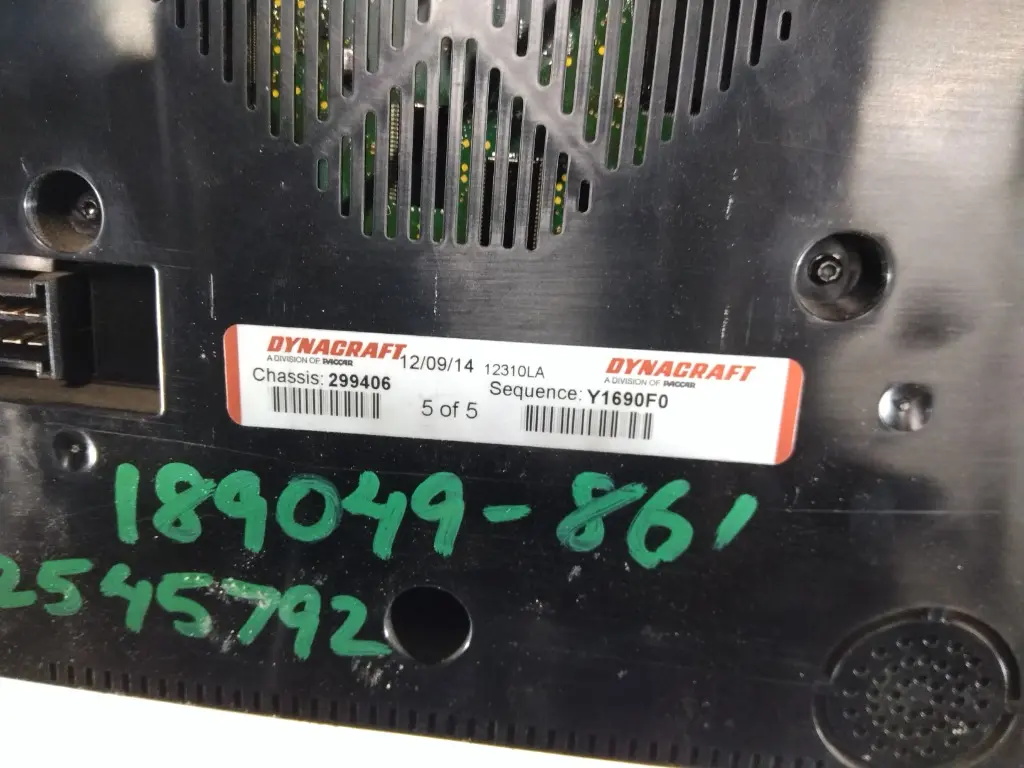 DYNACRAFT 12/09/14 12310LA DYNACRAFT
A DIVISION OF PACCAR A DIVISION OF PACCAR
Chassis: 299406 Sequence: Y1690F0
5 of 5
189049-861
2545792